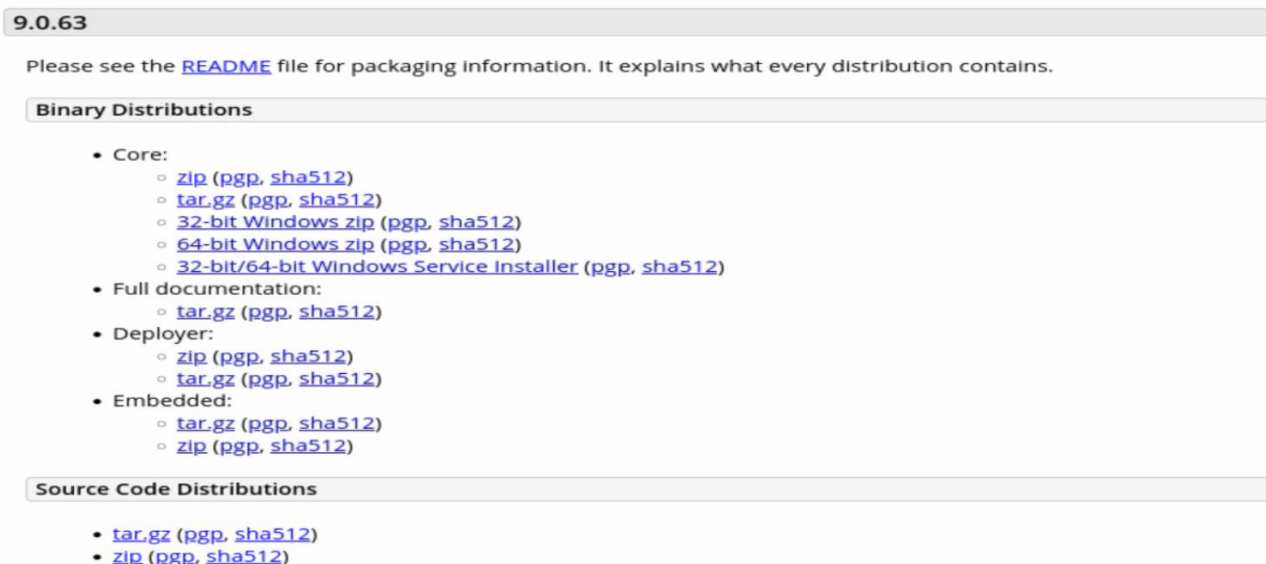 9.0.63
Please see the README file for packaging information. It explains what every distribution contains.
Binary Distributions
• Core:
○ zip (pgp, sha512)
○ tar.gz (pgp, sha512)
○ 32-bit Windows zip (pgp, sha512)
○ 64-bit Windows zip (pgp, sha512)
○ 32-bit/64-bit Windows Service Installer (pgp, sha512)
• Full documentation:
○ tar.gz (pgp, sha512)
• Deployer:
○ zip (pgp, sha512)
○ tar.gz (pgp, sha512)
• Embedded:
○ tar.gz (pgp, sha512)
○ zip (pgp, sha512)
Source Code Distributions
• tar.gz (pgp, sha512)
• zip (pgp, sha512)